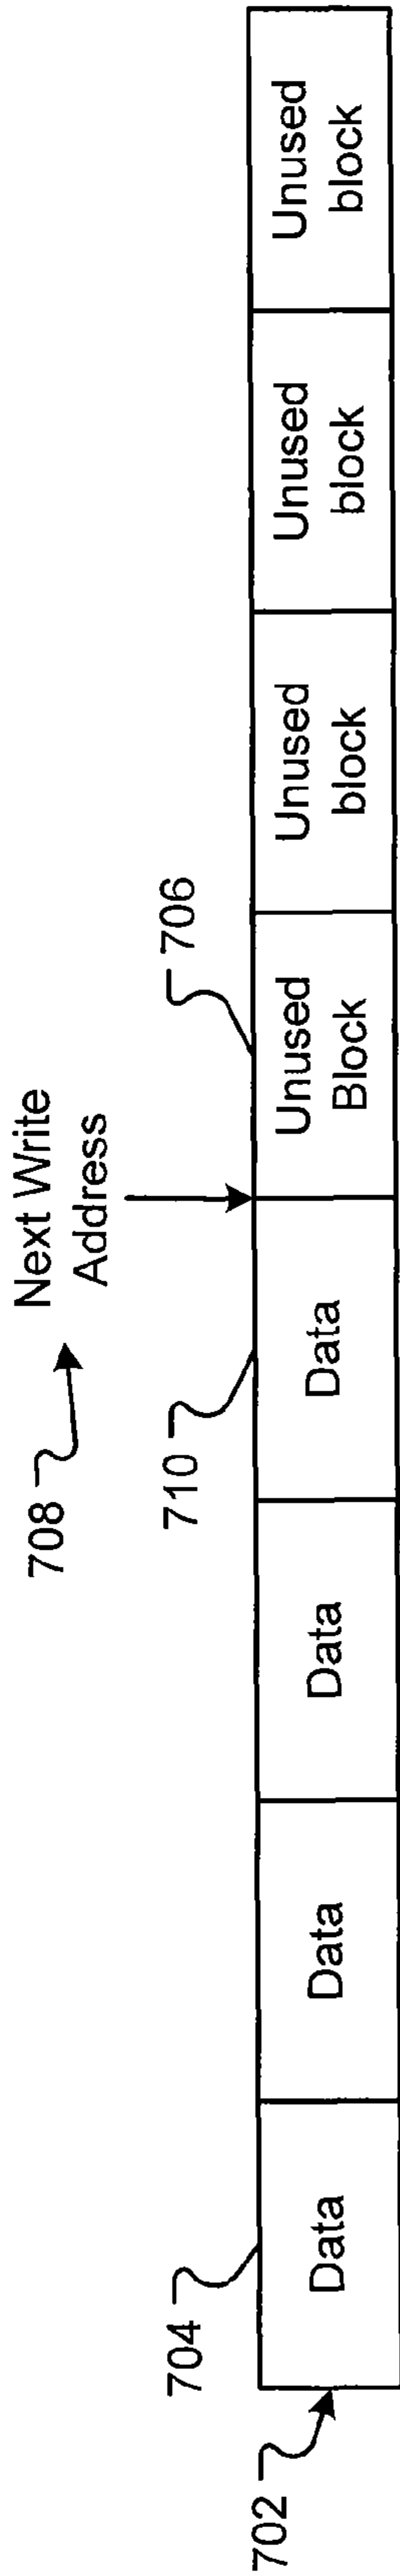 708
Next Write
Address
702
704
710
706
Data
Data
Data
Data
Unused
Block
Unused
block
Unused
block
Unused
block